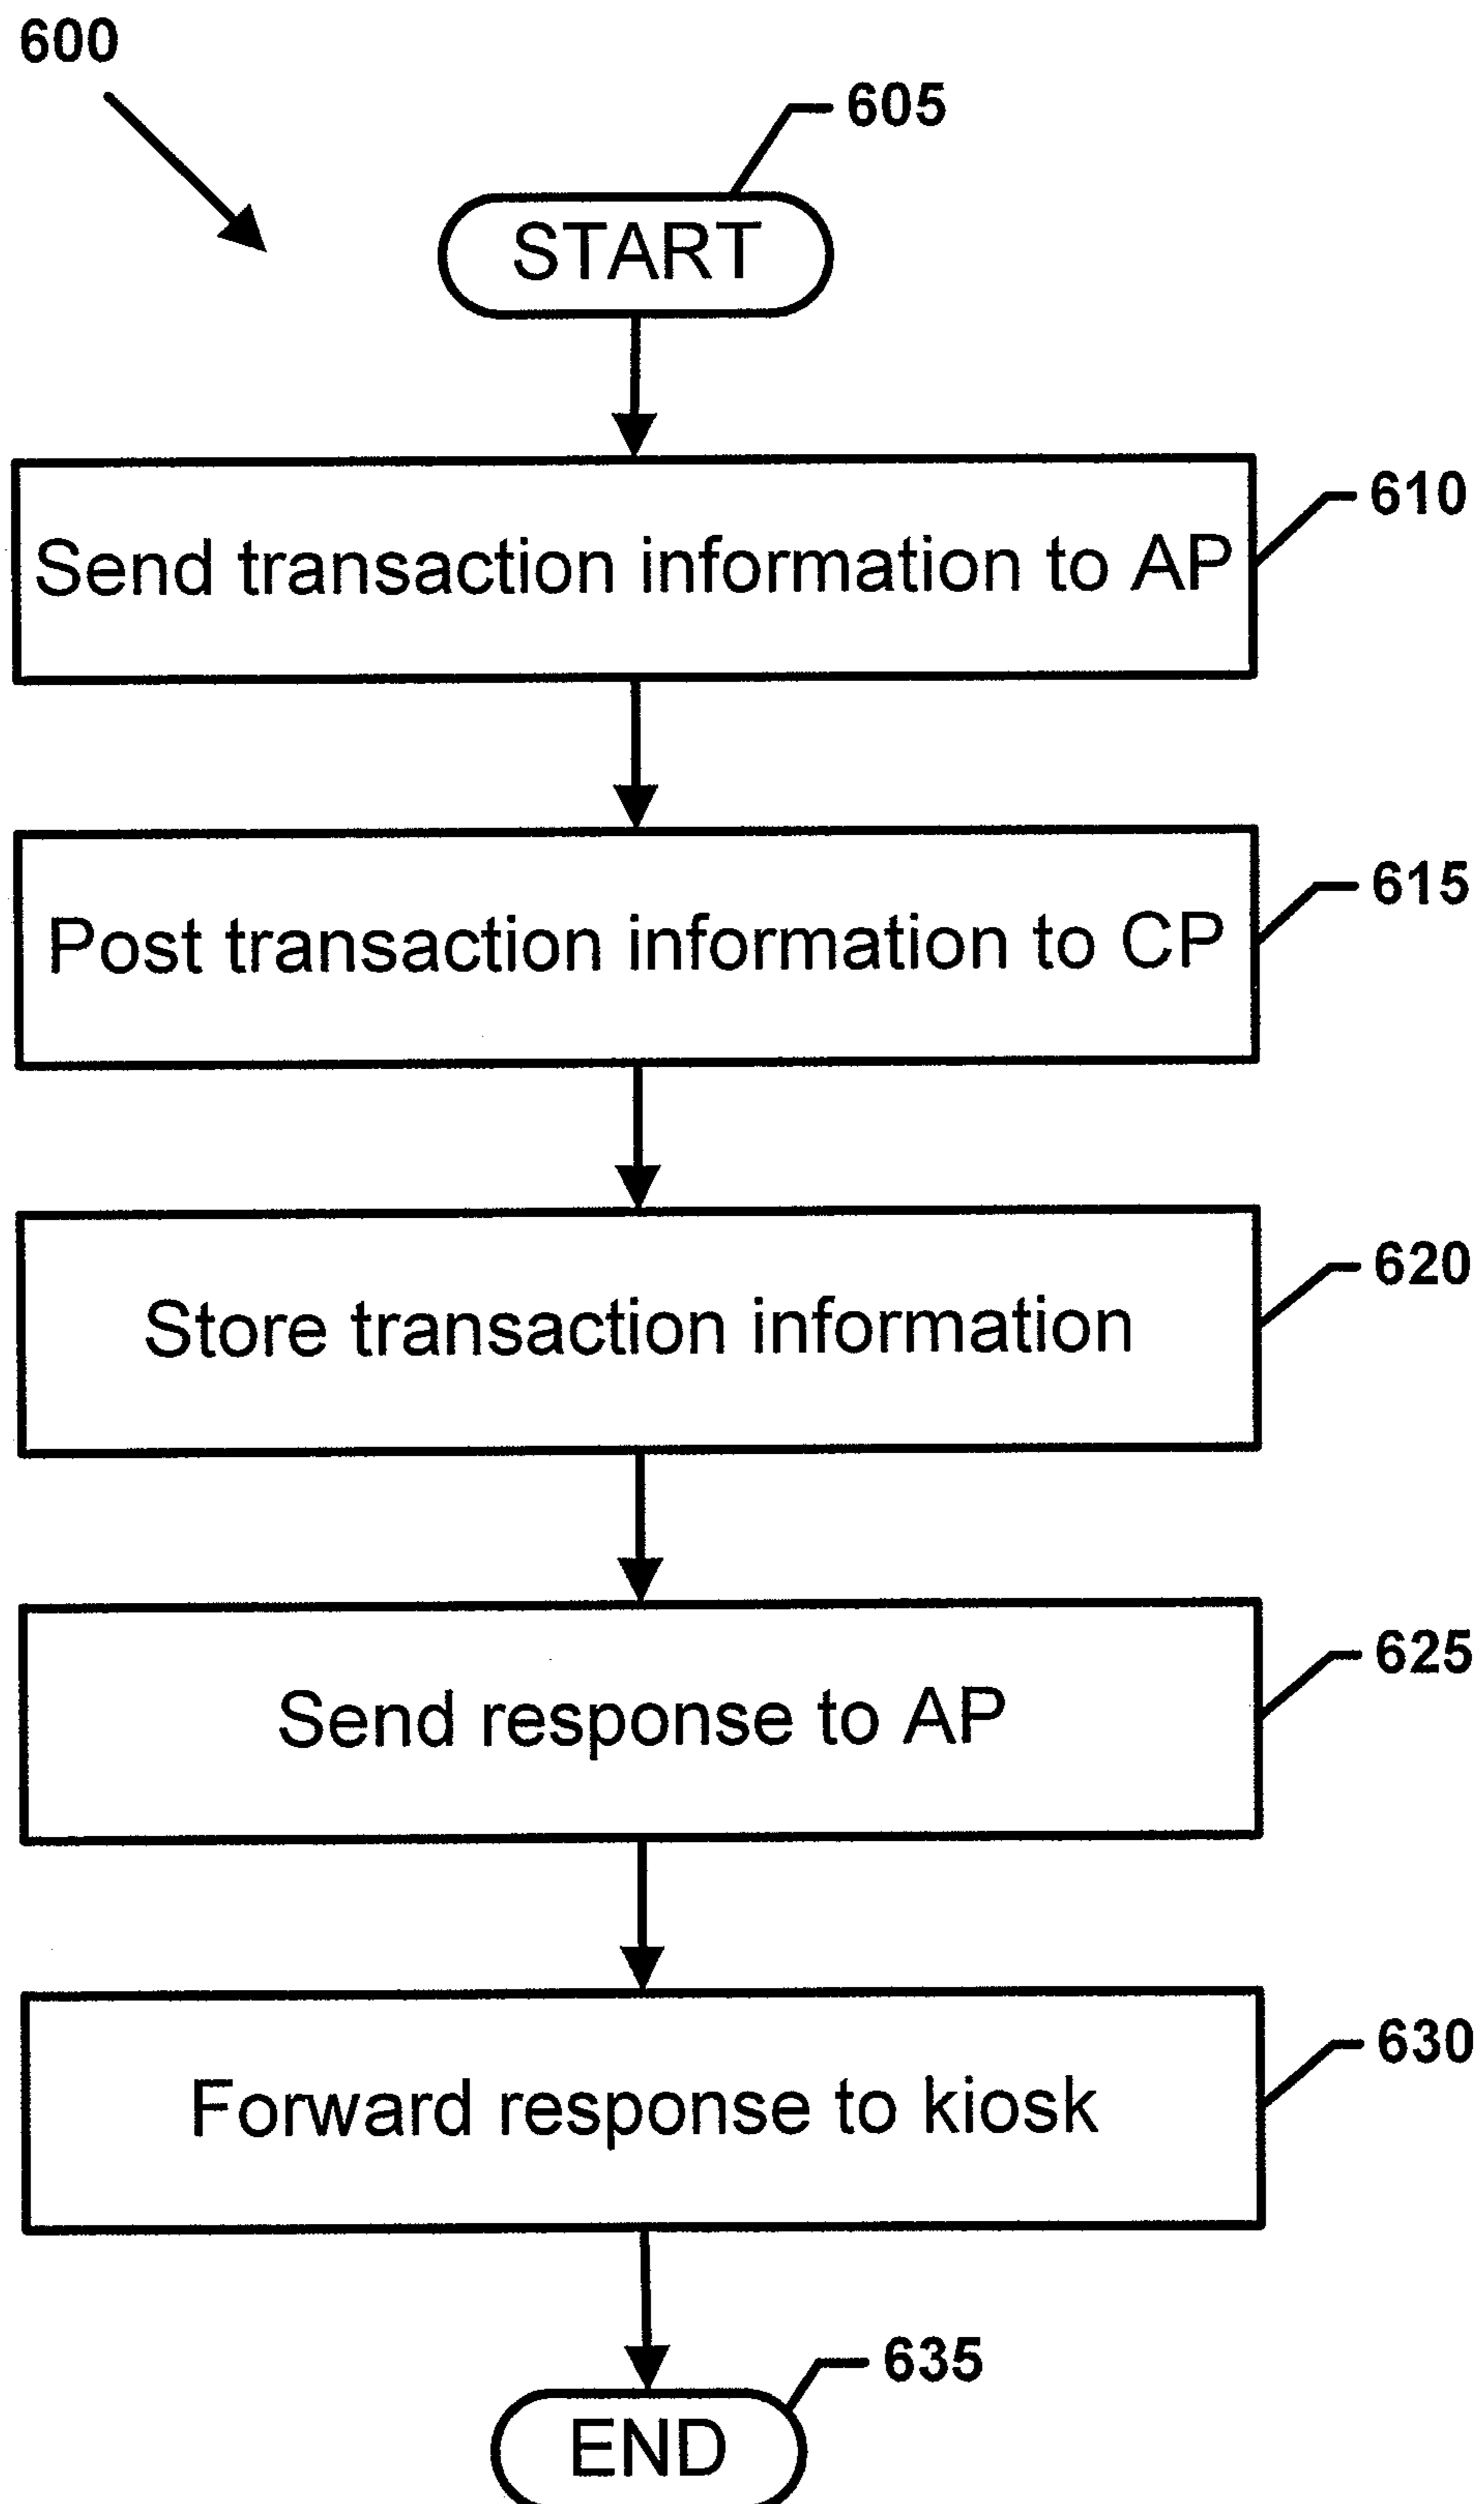 600
605
START
610
Send transaction information to AP
615
Post transaction information to CP
620
Store transaction information
625
Send response to AP
630
Forward response to kiosk
635
END